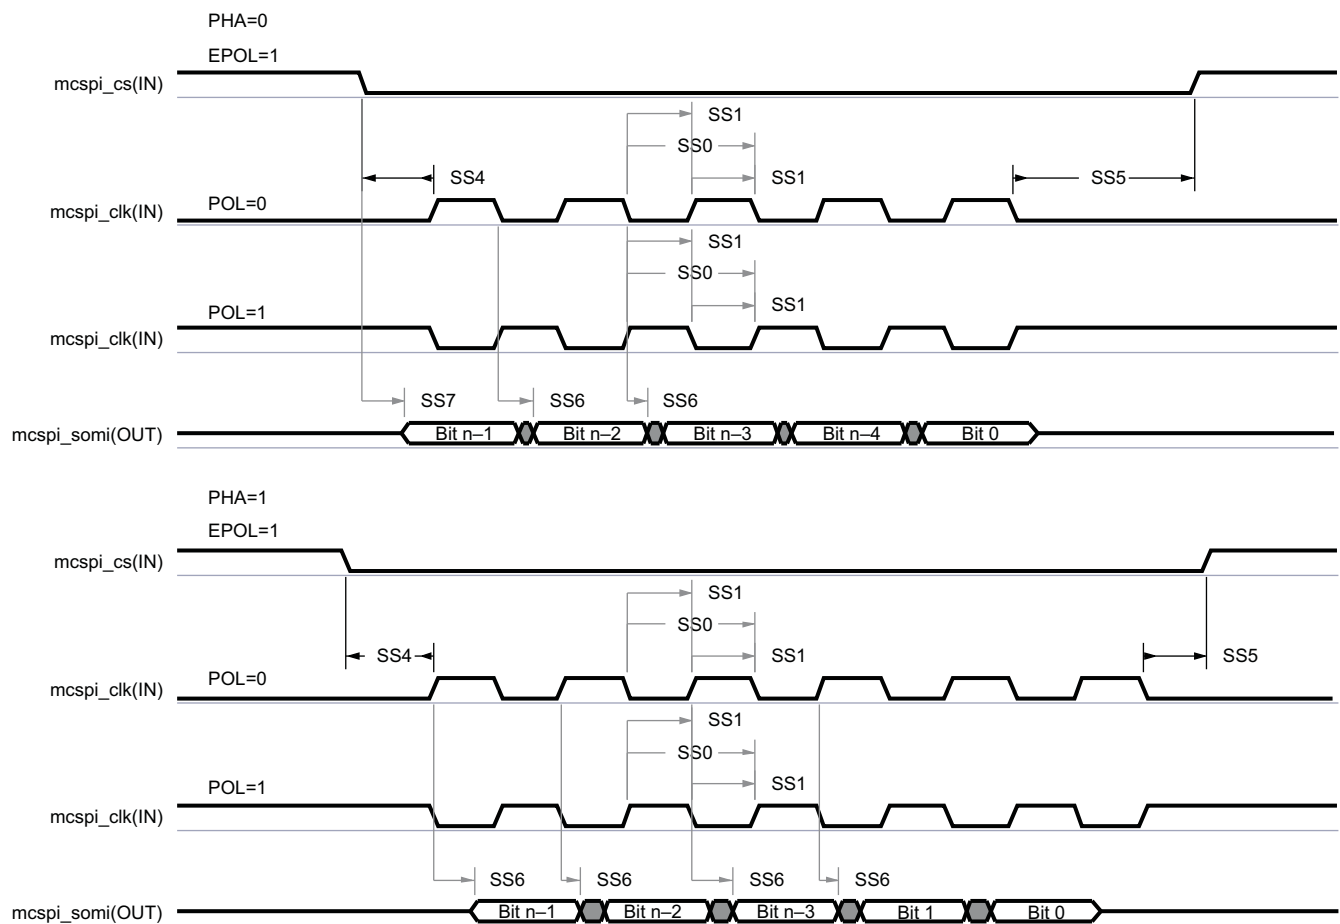 PHA=0
EPOL=1
mcspi_cs(IN)
SS1
SS0
SS4
SS1
SS5
POL=0
mcspi_clk(IN)
SS1
SS0
SS1
POL=1
mcspi_clk(IN)
SS7
SS6
SS6
mcspi_somi(OUT)
Bit n–1
Bit n–2
Bit n–3
Bit n–4
Bit 0
PHA=1
EPOL=1
mcspi_cs(IN)
SS1
SS0
SS4
SS1
SS5
POL=0
mcspi_clk(IN)
SS1
SS0
SS1
POL=1
mcspi_clk(IN)
SS6
SS6
SS6
SS6
mcspi_somi(OUT)
Bit n–1
Bit n–2
Bit n–3
Bit 1
Bit 0